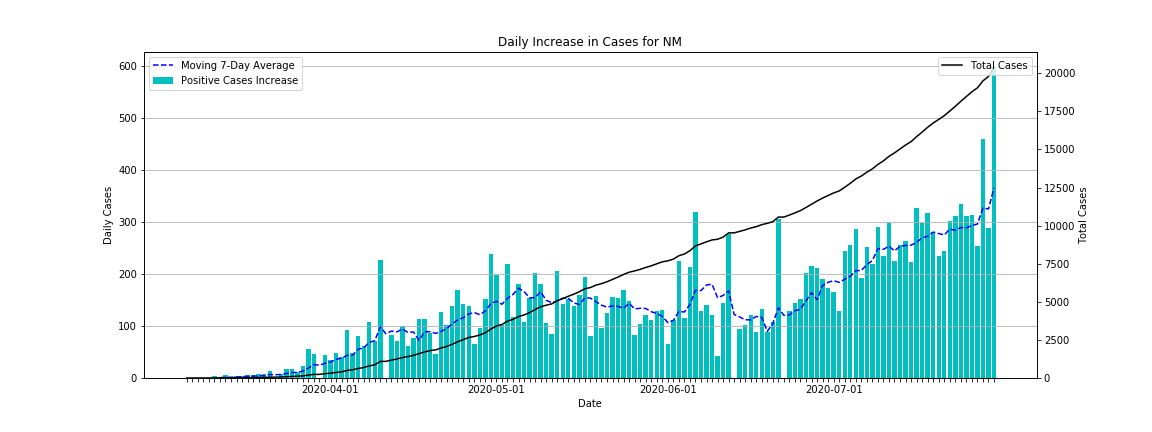 Daily Increase in Cases for NM
Moving 7-Day Average
Positive Cases Increase
Total Cases
600
500
400
300
200
100
0
Daily Cases
20000
17500
15000
12500
10000
7500
5000
2500
0
Total Cases
2020-04-01
2020-05-01
2020-06-01
2020-07-01
Date